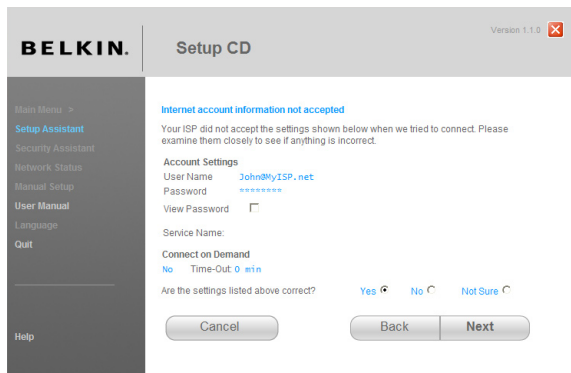 Version 1.1.0
BELKIN.
Setup CD
Main Menu >
Setup Assistant
Security Assistant
Network Status
Manual Setup
User Manual
Language
Quit
Help
Internet account information not accepted
Your ISP did not accept the settings shown below when we tried to connect. Please
examine them closely to see if anything is incorrect.
Account Settings
User Name John@MyISP.net
Password ********
View Password
Service Name:
Connect on Demand
No Time-Out: 0 min
Are the settings listed above correct? Yes No Not Sure
Cancel Back Next